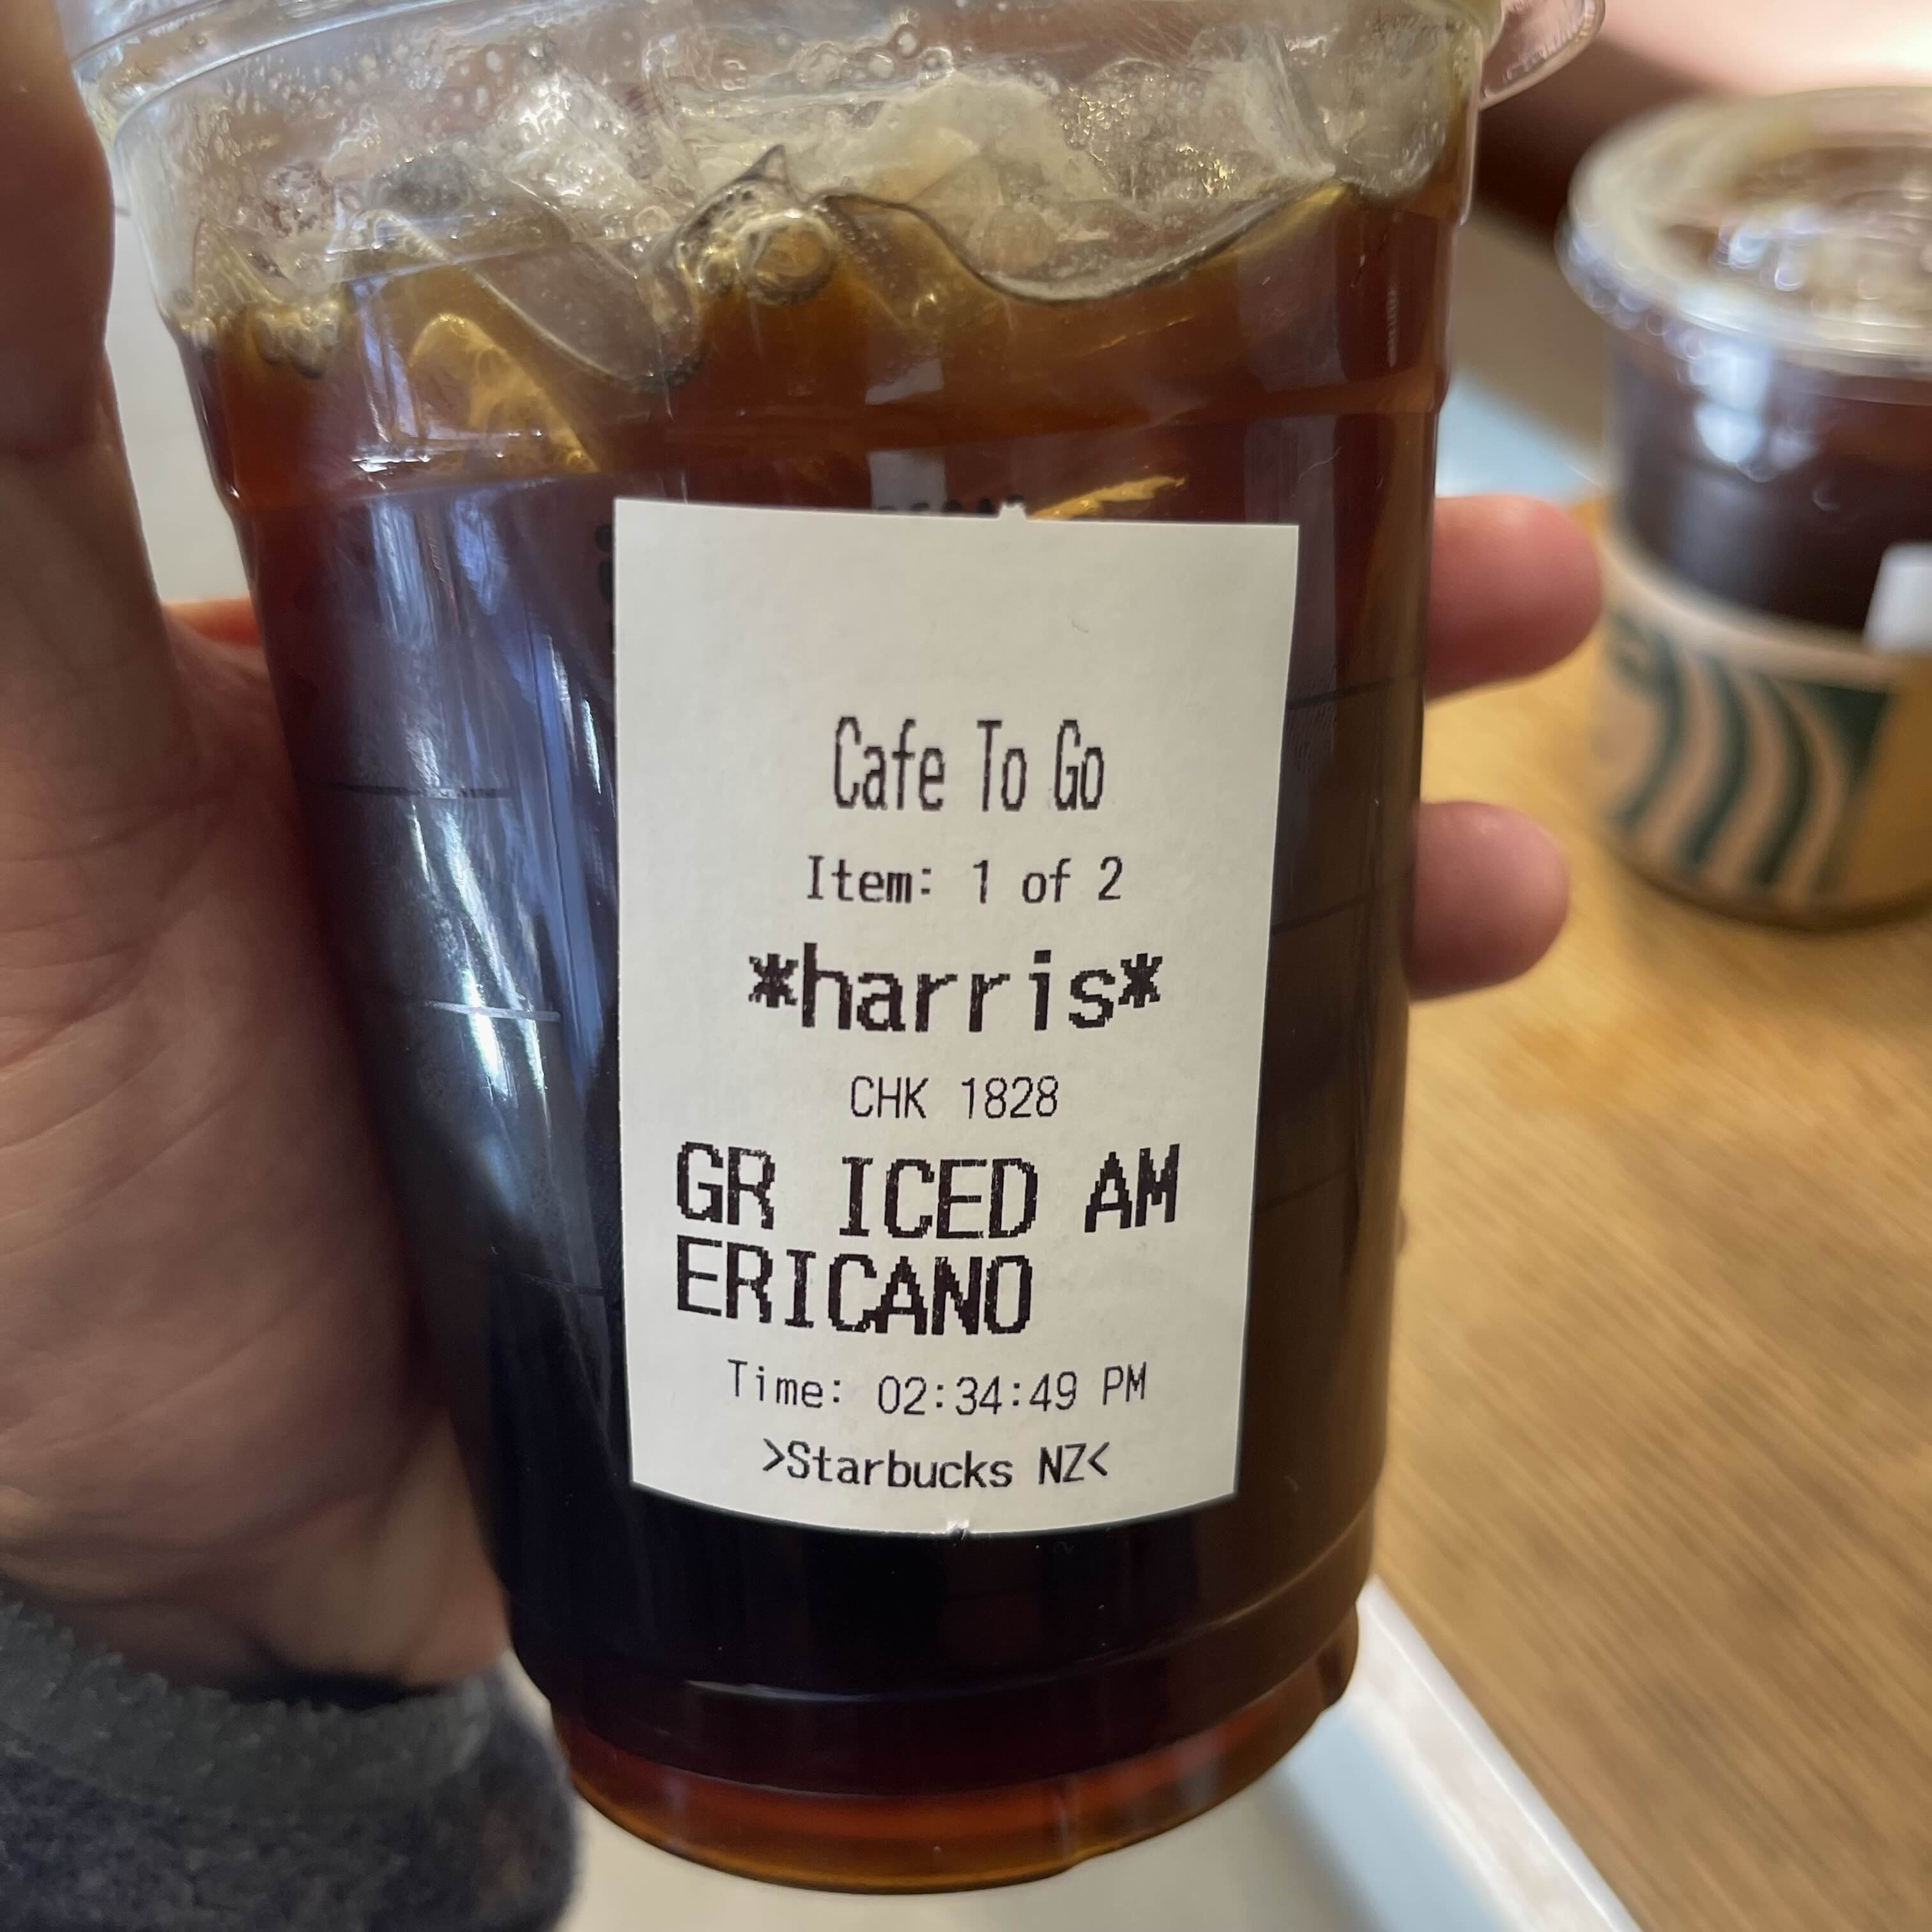 Cafe To Go
Item: 1 of 2
*harris*
CHK 1828
GR ICED AM
ERICANO
Time: 02:34:49 PM
>Starbucks NZ<